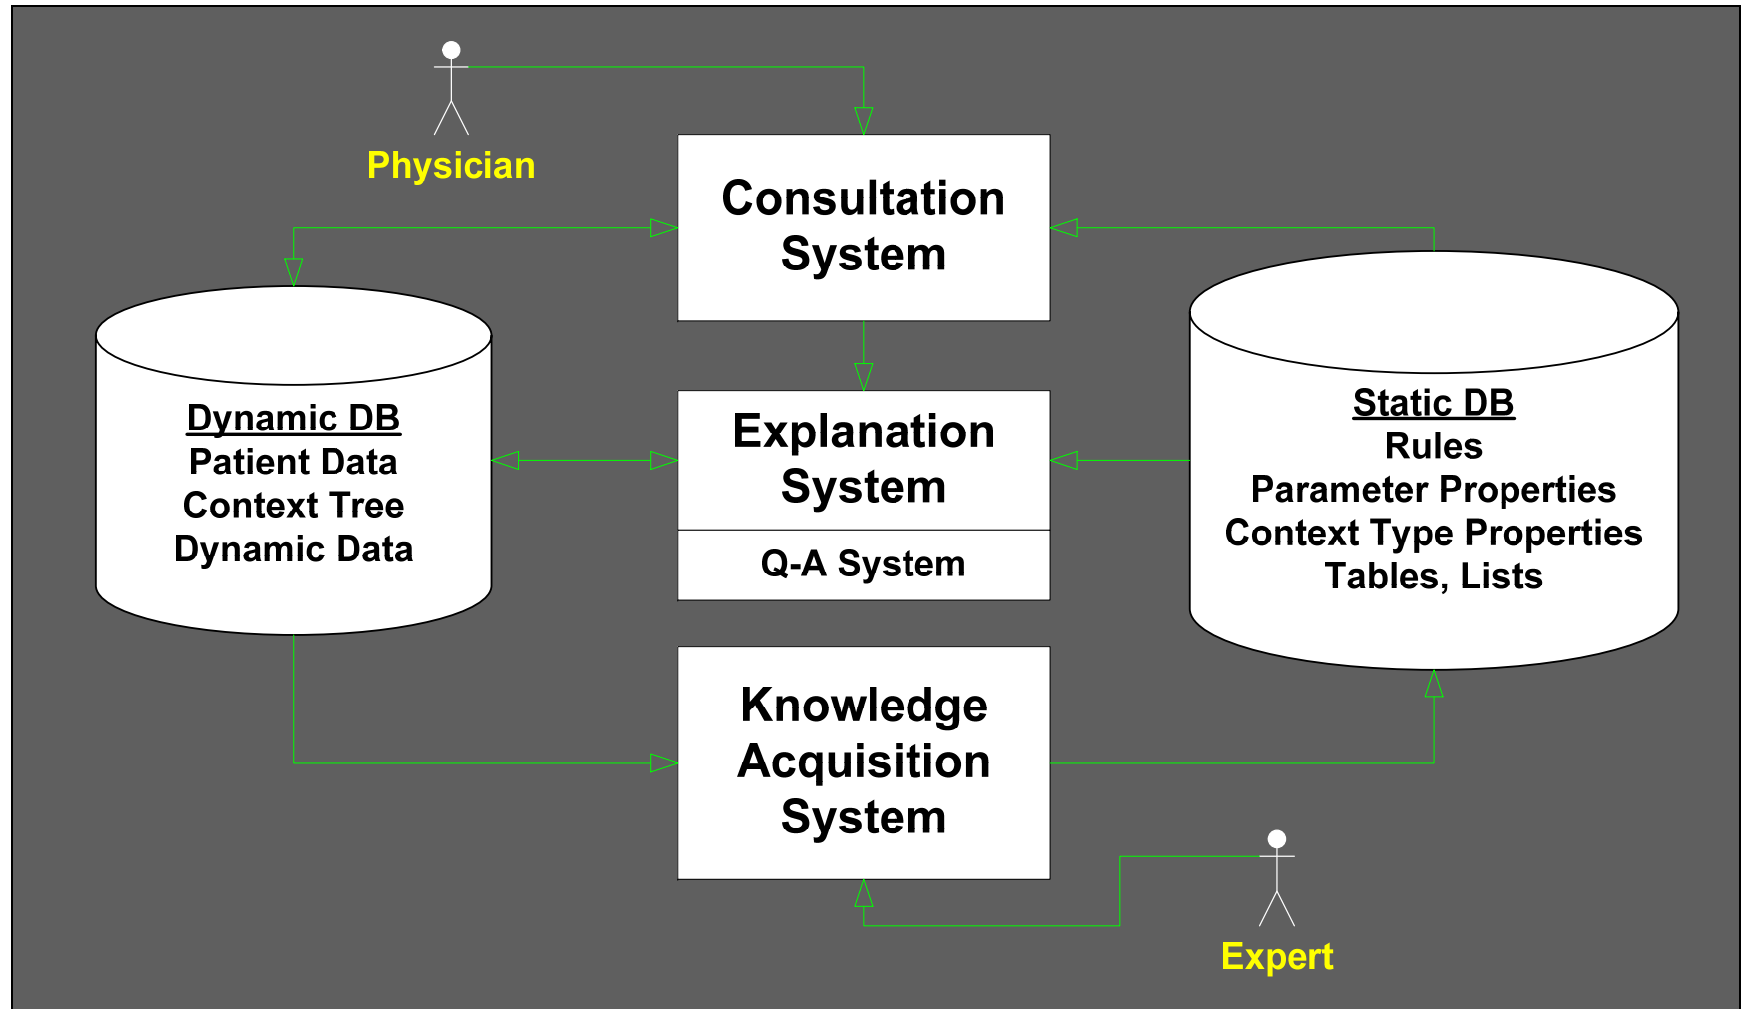 Physician
Consultation
System
Dynamic DB
Patient Data
Context Tree
Dynamic Data
Explanation
System
Q-A System
Static DB
Rules
Parameter Properties
Context Type Properties
Tables, Lists
Knowledge
Acquisition
System
Expert